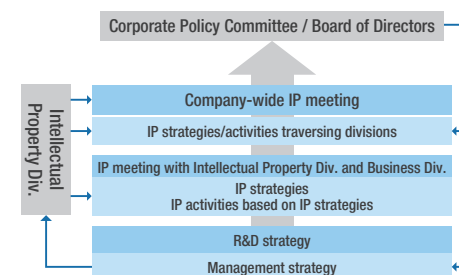 Corporate Policy Committee / Board of Directors
Intellectual
Property Div.
Company-wide IP meeting
IP strategies/activities traversing divisions
IP meeting with Intellectual Property Div. and Business Div.
IP strategies
IP activities based on IP strategies
R&D strategy
Management strategy